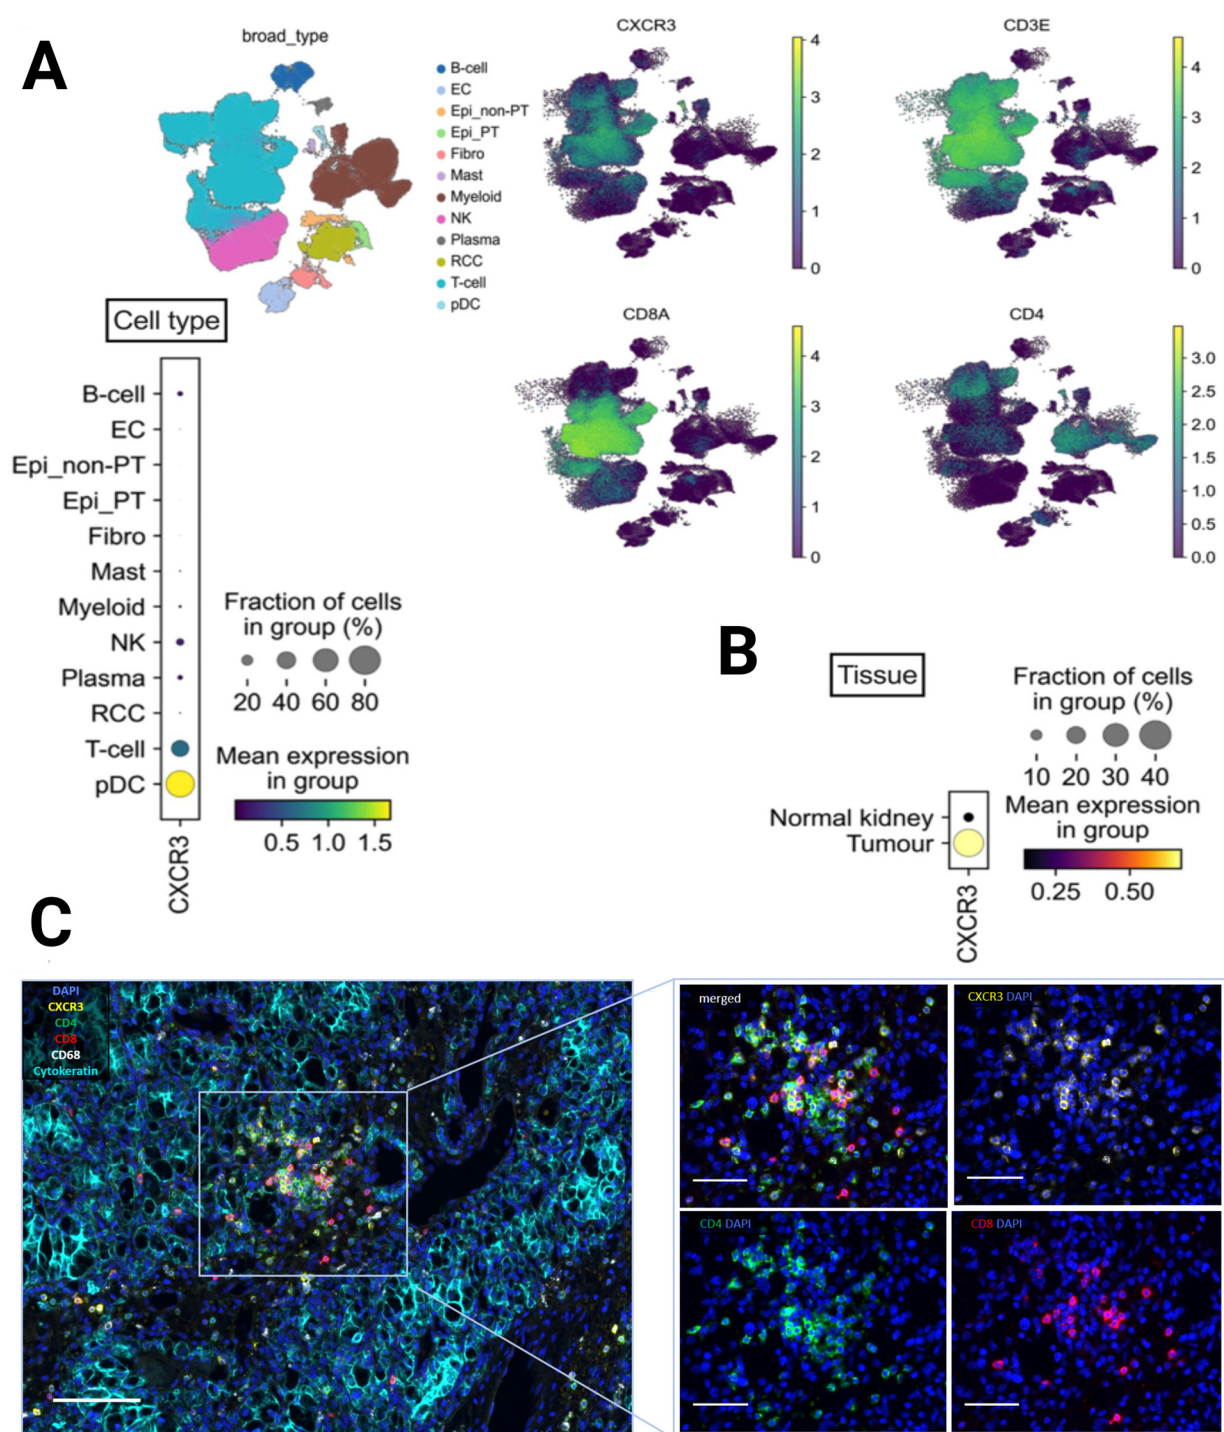 A
broad_type
B-cell
EC
Epi_non-PT
Epi_PT
Fibro
Mast
Myeloid
NK
Plasma
RCC
T-cell
pDC
CXCR3
4
3
2
1
0
CD3E
4
3
2
1
0
CD8A
4
3
2
1
0
CD4
3.0
2.5
2.0
1.5
1.0
0.5
0.0
Cell type
B-cell
EC
Epi_non-PT
Epi_PT
Fibro
Mast
Myeloid
NK
Plasma
RCC
T-cell
pDC
CXCR3
Fraction of cells
in group (%)
20 40 60 80
Mean expression
in group
0.5 1.0 1.5
B
Tissue
Fraction of cells
in group (%)
10 20 30 40
Normal kidney
Tumour
CXCR3
Mean expression
in group
0.25 0.50
C
DAPI
CXCR3
CD4
CD8
CD68
Cytokeratin
merged
CXCR3 DAPI
CD4 DAPI
CD8 DAPI